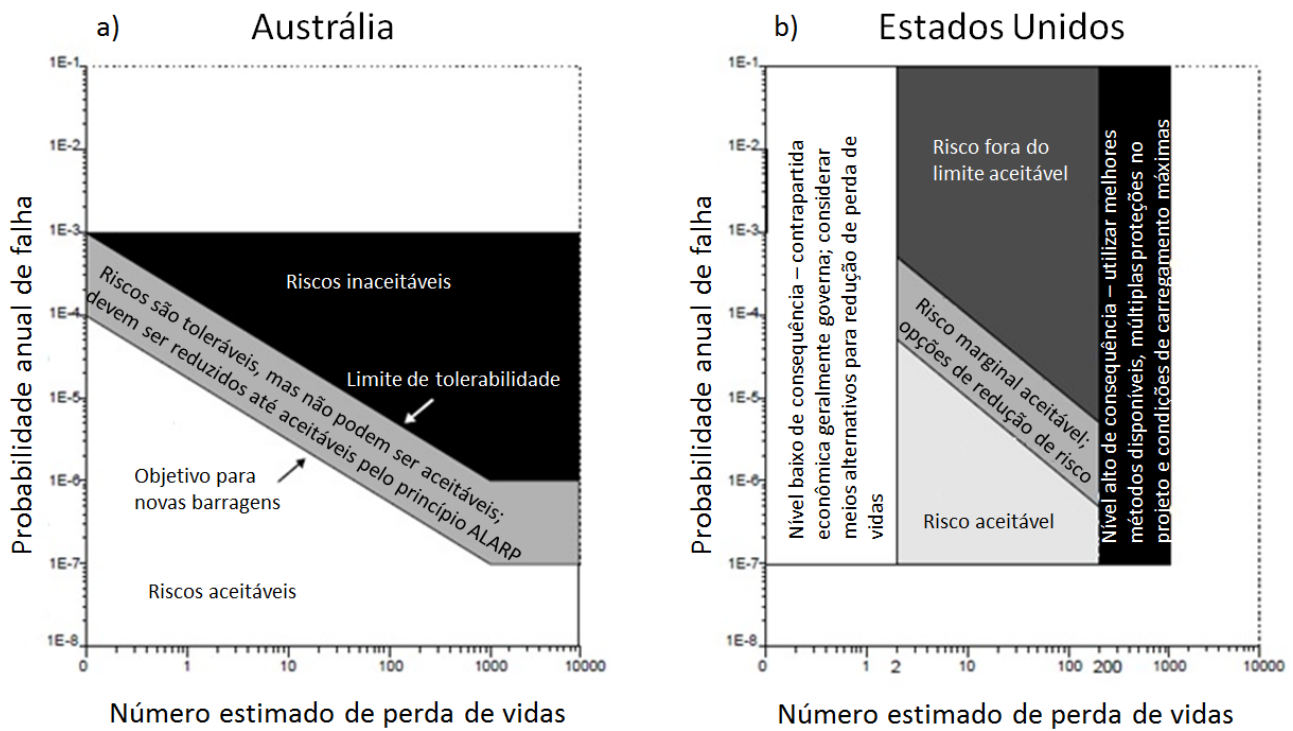 a)
Austrália
Probabilidade anual de falha
1E-1
1E-2
1E-3
1E-4
1E-5
1E-6
1E-7
1E-8
Riscos inaceitáveis
Riscos são toleráveis, mas não podem ser aceitáveis;
devem ser reduzidos até aceitáveis pelo princípio ALARP
Limite de tolerabilidade
Objetivo para
novas barragens
Riscos aceitáveis
0 1 10 100 1000 10000
Número estimado de perda de vidas
b)
Estados Unidos
Probabilidade anual de falha
1E-1
1E-2
1E-3
1E-4
1E-5
1E-6
1E-7
1E-8
Nível baixo de consequência – contrapartida
econômica geralmente governa; considerar
meios alternativos para redução de perda de
vidas
Risco fora do
limite aceitável
Risco marginal aceitável;
opções de redução de risco
Risco aceitável
Nível alto de consequência – utilizar melhores
métodos disponíveis, múltiplas proteções no
projeto e condições de carregamento máximas
0 1 2 10 100 200 1000 10000
Número estimado de perda de vidas